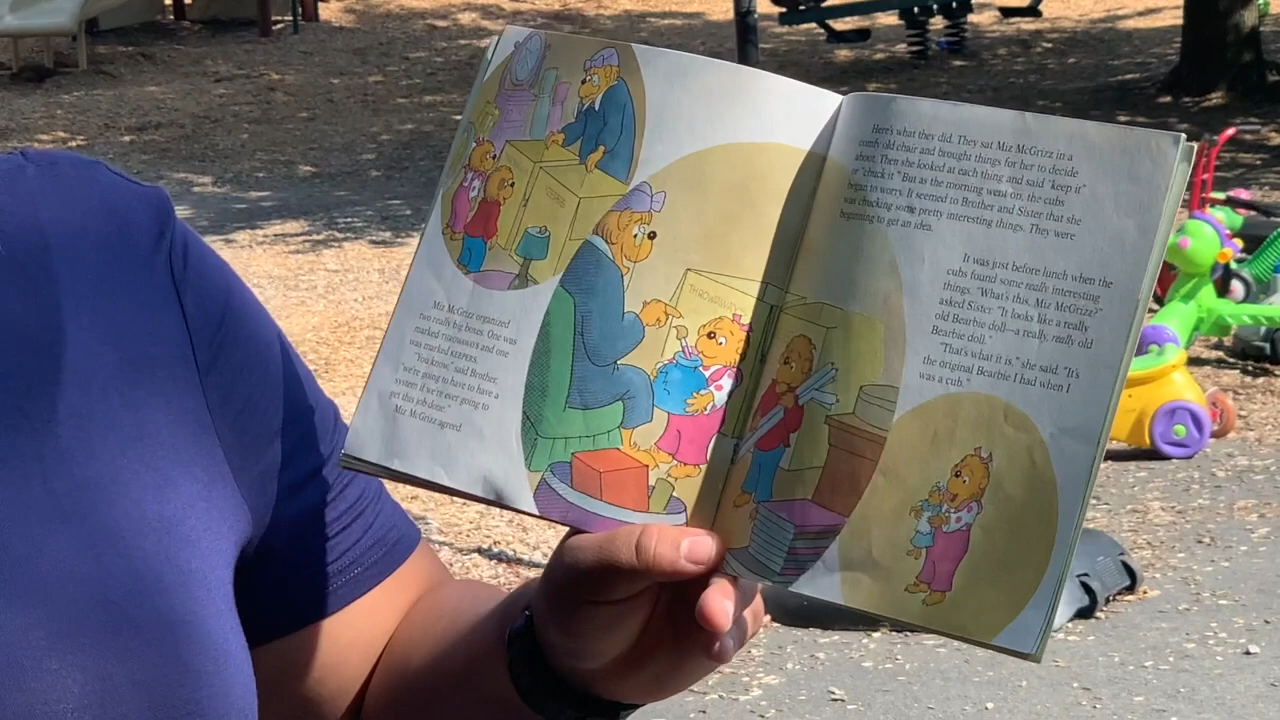 Miz McGrizz organized
two really big boxes. One was
marked THROWAWAYS and one
was marked KEEPERS.
"You know," said Brother,
"we're going to have to have a
system if we're ever going to
get this job done."
Miz McGrizz agreed.
THROWAWAYS
Here's what they did. They sat Miz McGrizz in a
comfy old chair and brought things for her to decide
about. Then she looked at each thing and said "keep it"
or "chuck it." But as the morning went on, the cubs
began to worry. It seemed to Brother and Sister that she
was chucking some pretty interesting things. They were
beginning to get an idea.
It was just before lunch when the
cubs found some really interesting
things. "What's this, Miz McGrizz?"
asked Sister. "It looks like a really
old Bearbie doll—a really, really old
Bearbie doll."
"That's what it is," she said. "It's
the original Bearbie I had when I
was a cub."